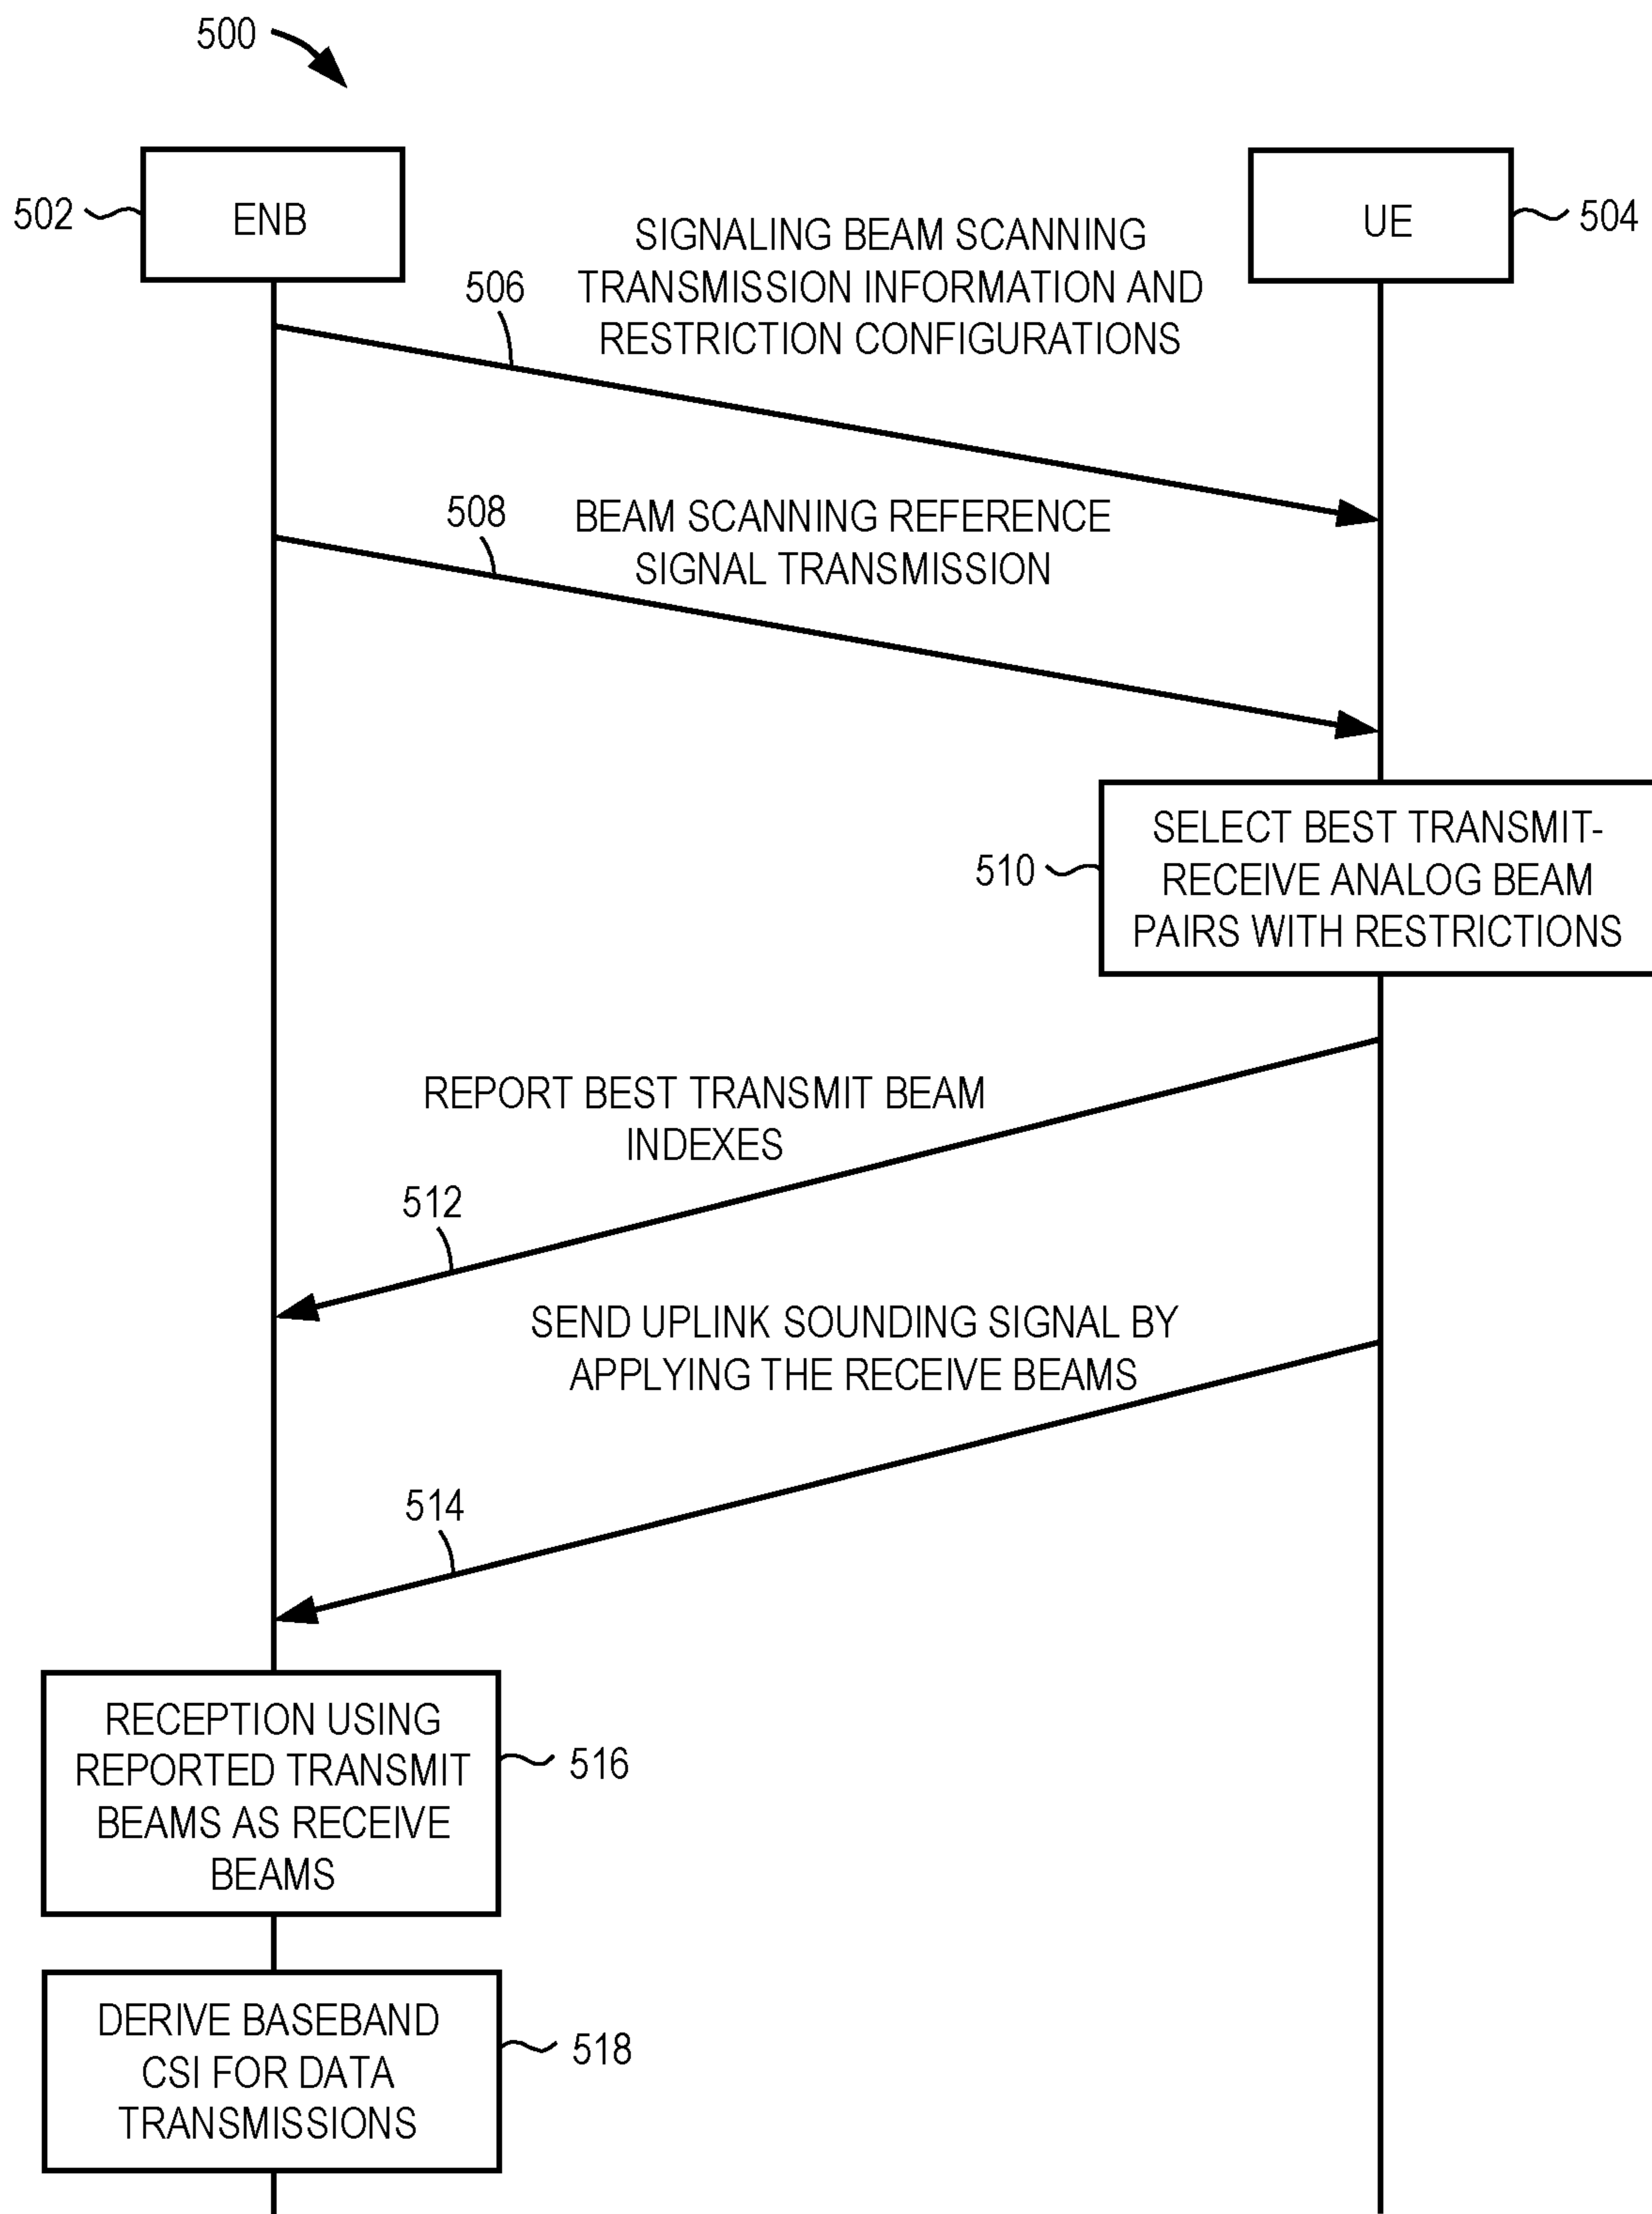 500
502
ENB
UE
504
506
SIGNALING BEAM SCANNING
TRANSMISSION INFORMATION AND
RESTRICTION CONFIGURATIONS
508
BEAM SCANNING REFERENCE
SIGNAL TRANSMISSION
510
SELECT BEST TRANSMIT-
RECEIVE ANALOG BEAM
PAIRS WITH RESTRICTIONS
REPORT BEST TRANSMIT BEAM
INDEXES
512
SEND UPLINK SOUNDING SIGNAL BY
APPLYING THE RECEIVE BEAMS
514
RECEPTION USING
REPORTED TRANSMIT
BEAMS AS RECEIVE
BEAMS
516
DERIVE BASEBAND
CSI FOR DATA
TRANSMISSIONS
518